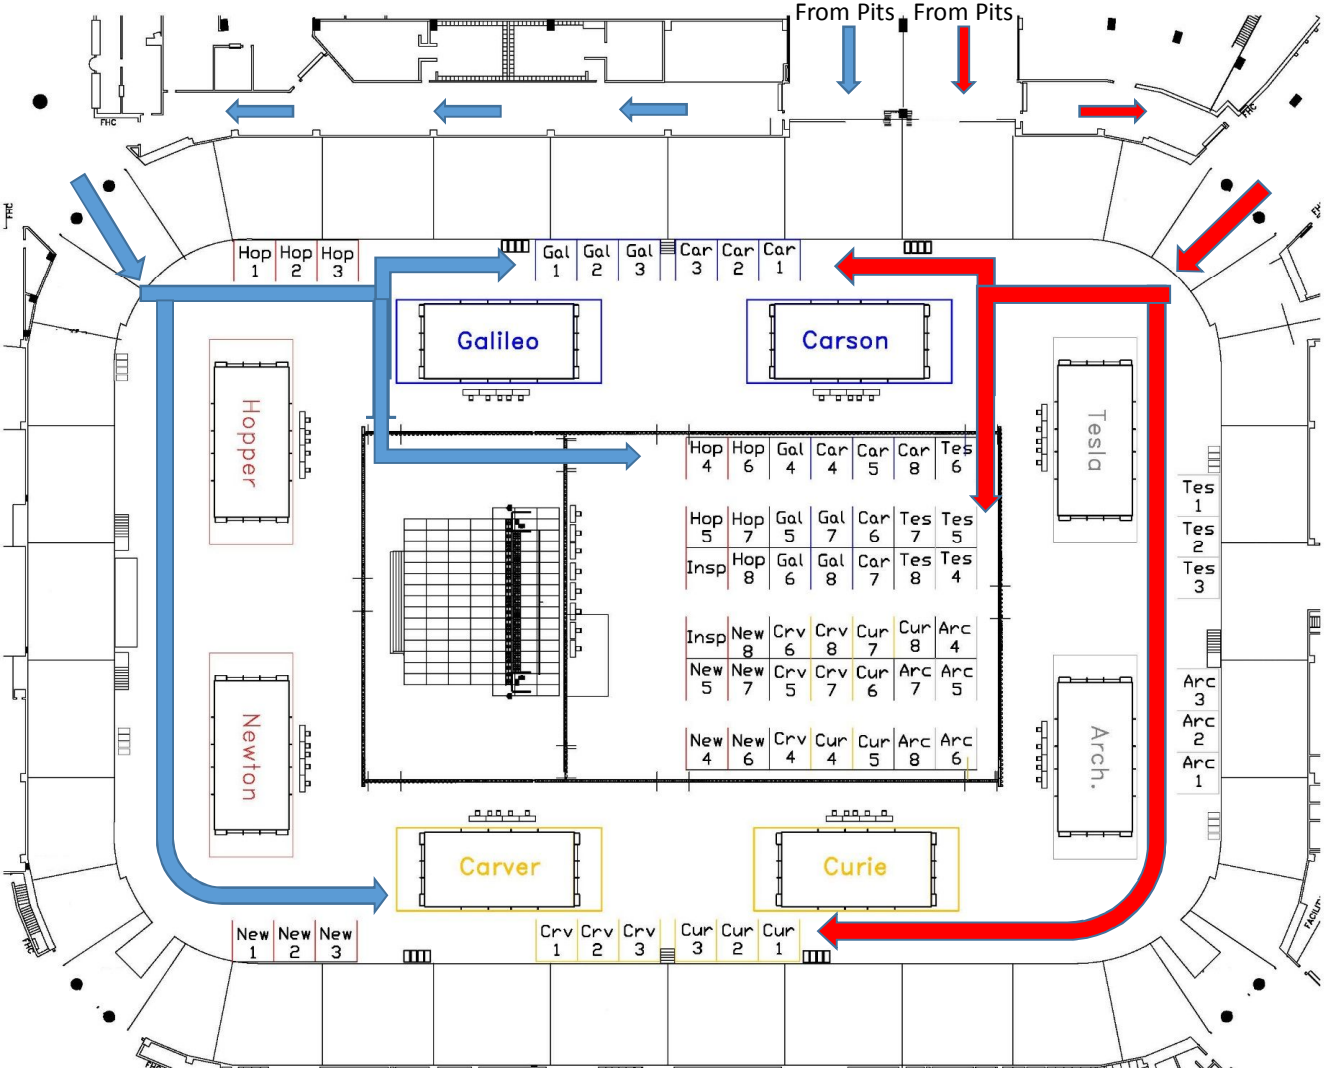 From Pits From Pits
FHC
FHC
FHC
FHC
Hop Hop Hop
1 2 3
Gal Gal Gal Car Car Car
1 2 3 3 2 1
Galileo
Carson
Hopper
Tesla
Hop Hop Gal Car Car Car Tes
4 6 4 4 5 8 6
Hop Hop Gal Gal Car Tes Tes
5 7 5 7 6 7 5
Insp Hop Gal Gal Car Tes Tes
8 6 8 7 8 4
Tes
1
Tes
2
Tes
3
Insp New Crv Crv Cur Cur Arc
8 6 8 7 8 4
New New Crv Crv Cur Arc Arc
5 7 5 7 6 7 5
New New Crv Cur Cur Arc Arc
4 6 4 4 5 8 6
Arc
3
Arc
2
Arc
1
Newton
Arch.
Carver
Curie
New New New
1 2 3
Crv Crv Crv Cur Cur Cur
1 2 3 3 2 1
FHC